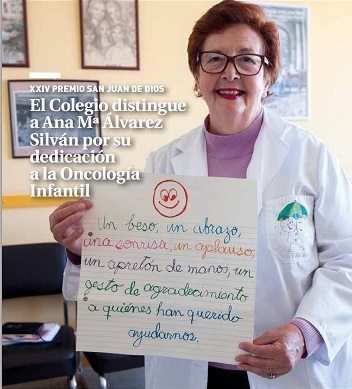 XXIV PREMIO SAN JUAN DE DIOS
El Colegio distingue
a Ana Mª Álvarez
Silván por su
dedicación
a la Oncología
Infantil
Un beso, un abrazo,
una sonrisa, un aplauso,
un apretón de manos, un
gesto de agradecimiento
a quiénes han querido
ayudarnos.